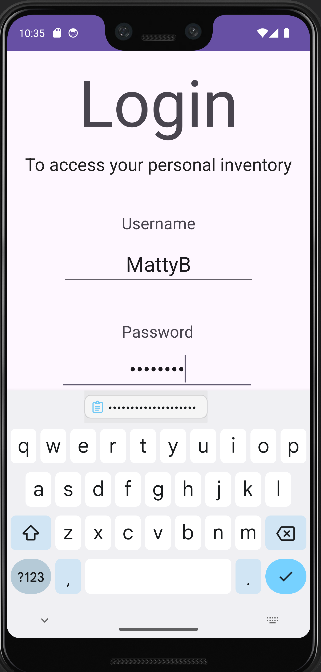 10:35
Login
To access your personal inventory
Username
MattyB
Password
••••••••
••••••••••••••••••••
q w e r t y u i o p
a s d f g h j k l
z x c v b n m
?123 , .